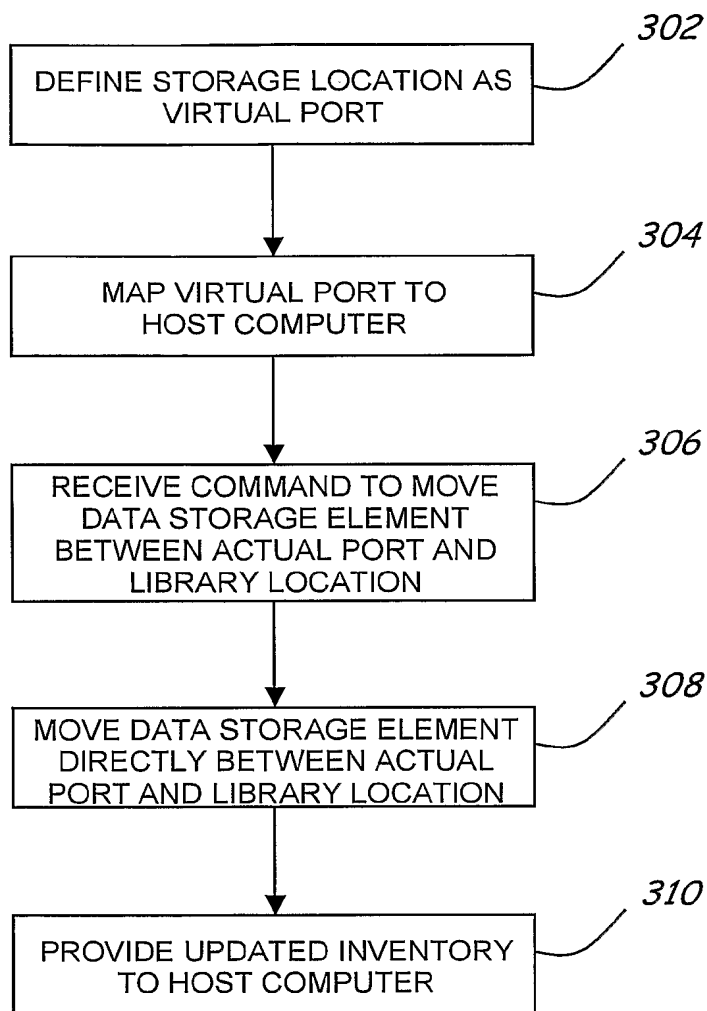 302
DEFINE STORAGE LOCATION AS
VIRTUAL PORT
304
MAP VIRTUAL PORT TO
HOST COMPUTER
306
RECEIVE COMMAND TO MOVE
DATA STORAGE ELEMENT
BETWEEN ACTUAL PORT AND
LIBRARY LOCATION
308
MOVE DATA STORAGE ELEMENT
DIRECTLY BETWEEN ACTUAL
PORT AND LIBRARY LOCATION
310
PROVIDE UPDATED INVENTORY
TO HOST COMPUTER